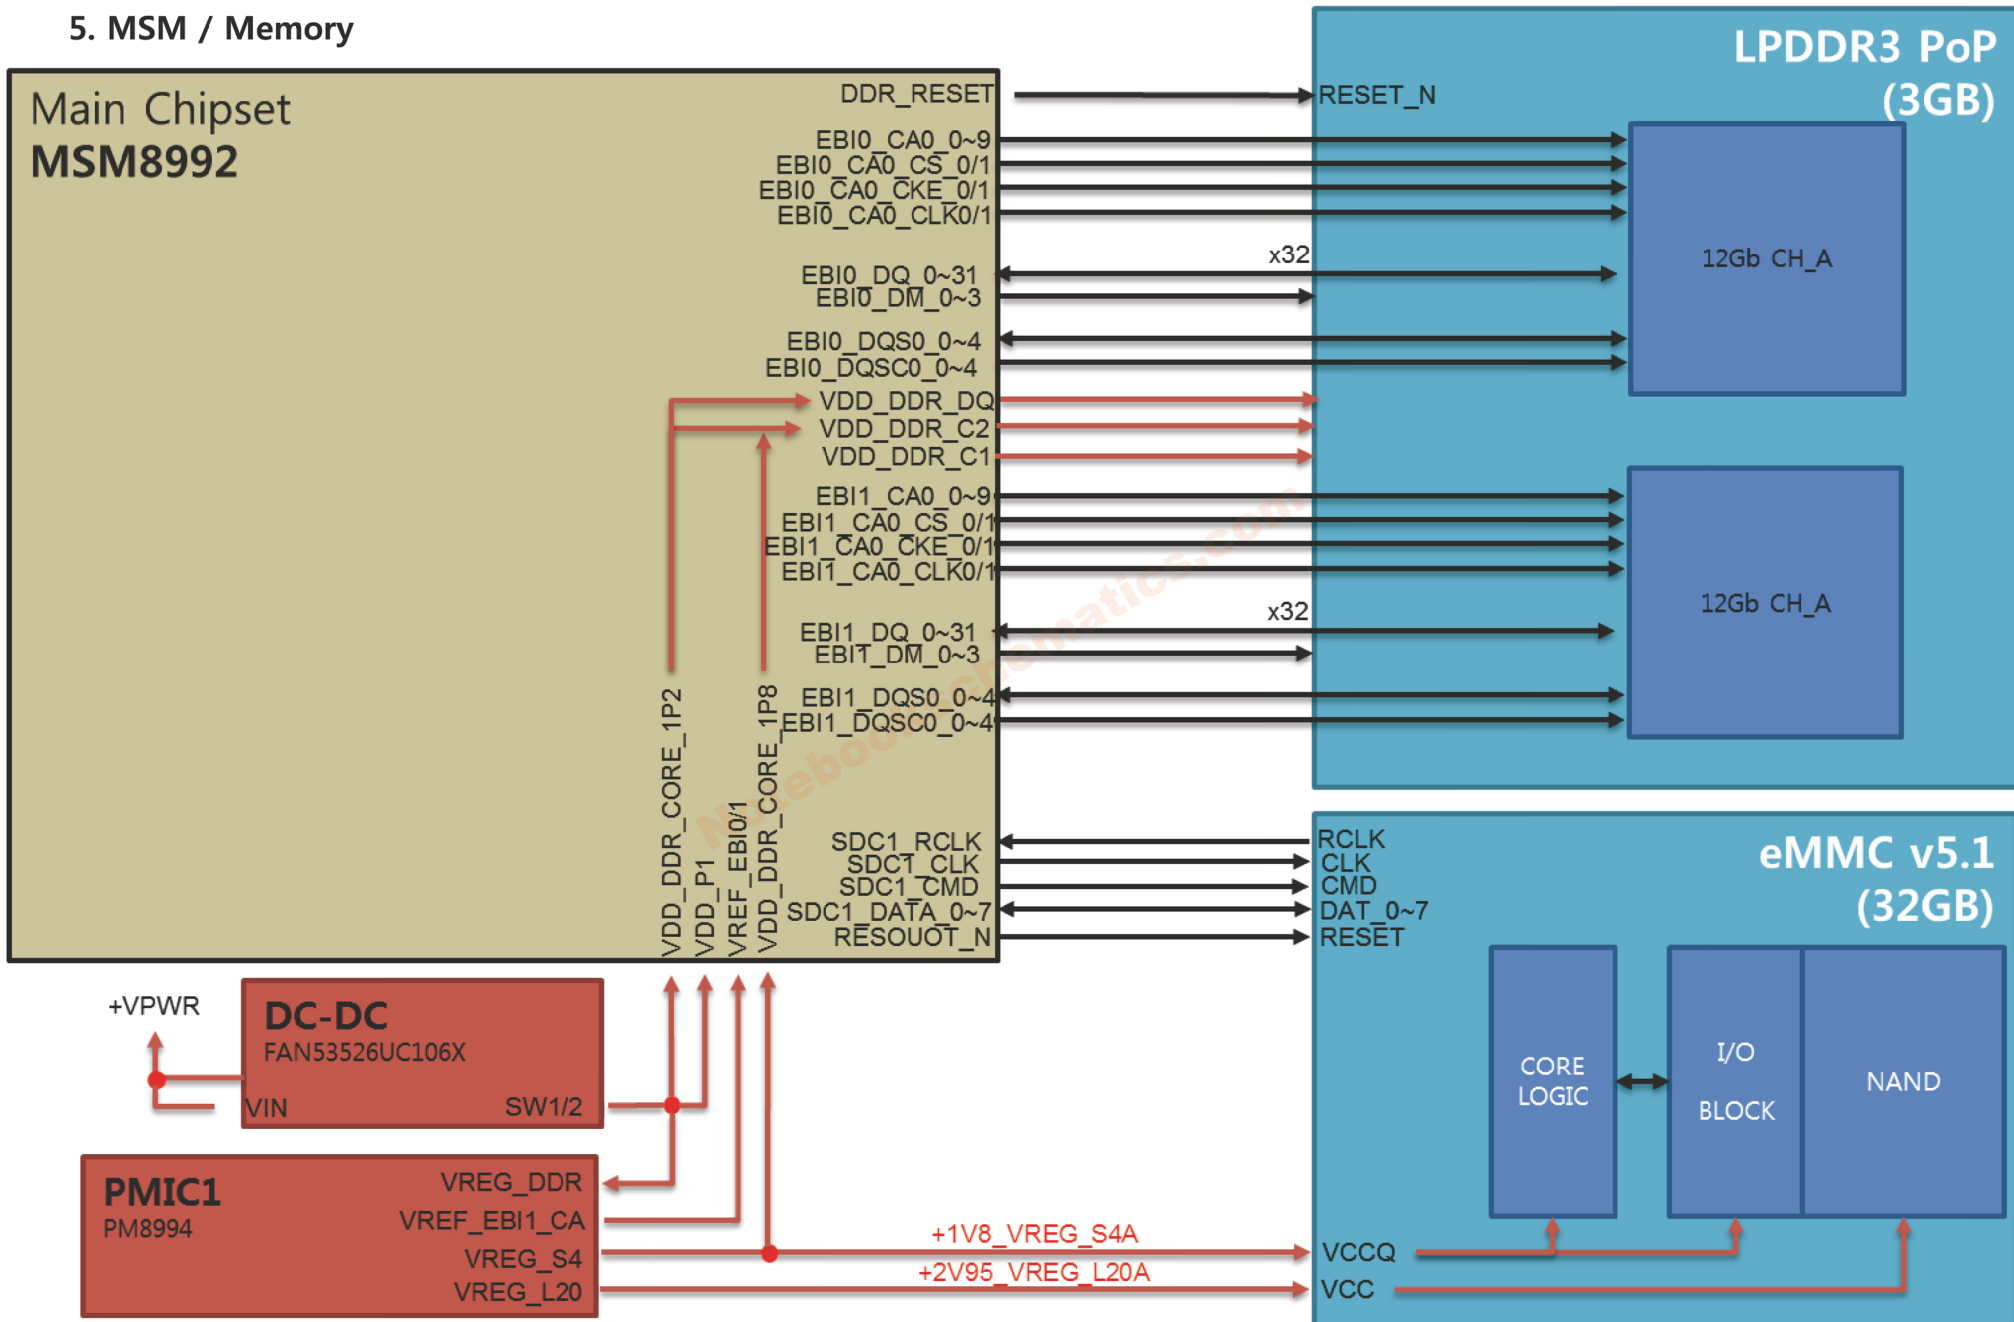 5. MSM / Memory
Main Chipset
MSM8992
DDR_RESET
EBI0_CA0_0~9
EBI0_CA0_CS_0/1
EBI0_CA0_CKE_0/1
EBI0_CA0_CLK0/1
EBI0_DQ_0~31
EBI0_DM_0~3
EBI0_DQS0_0~4
EBI0_DQSC0_0~4
VDD_DDR_DQ
VDD_DDR_C2
VDD_DDR_C1
EBI1_CA0_0~9
EBI1_CA0_CS_0/1
EBI1_CA0_CKE_0/1
EBI1_CA0_CLK0/1
EBI1_DQ_0~31
EBI1_DM_0~3
EBI1_DQS0_0~4
EBI1_DQSC0_0~4
SDC1_RCLK
SDC1_CLK
SDC1_CMD
SDC1_DATA_0~7
RESOUOT_N
VDD_DDR_CORE_1P2
VDD_P1
VREF_EBI0/1
VDD_DDR_CORE_1P8
x32
x32
LPDDR3 PoP
(3GB)
RESET_N
12Gb CH_A
12Gb CH_A
eMMC v5.1
(32GB)
RCLK
CLK
CMD
DAT_0~7
RESET
CORE
LOGIC
I/O
BLOCK
NAND
VCCQ
VCC
+VPWR
DC-DC
FAN53526UC106X
VIN
SW1/2
PMIC1
PM8994
VREG_DDR
VREF_EBI1_CA
VREG_S4
VREG_L20
+1V8_VREG_S4A
+2V95_VREG_L20A
Notebookschematics.com